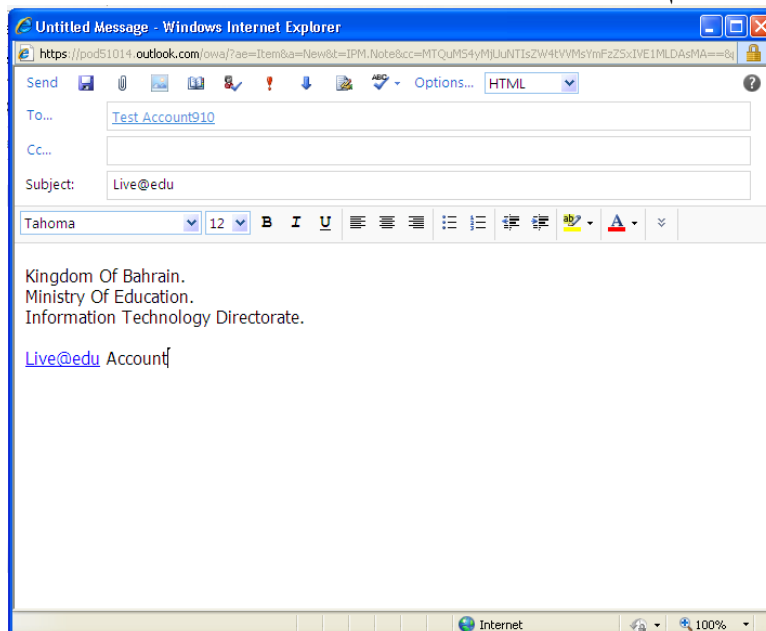 Untitled Message - Windows Internet Explorer
Send Options... HTML
To... Test Account910
Cc...
Subject: Live@edu
Tahoma 12 B I U A
Kingdom Of Bahrain.
Ministry Of Education.
Information Technology Directorate.
Live@edu Account
Internet 100%